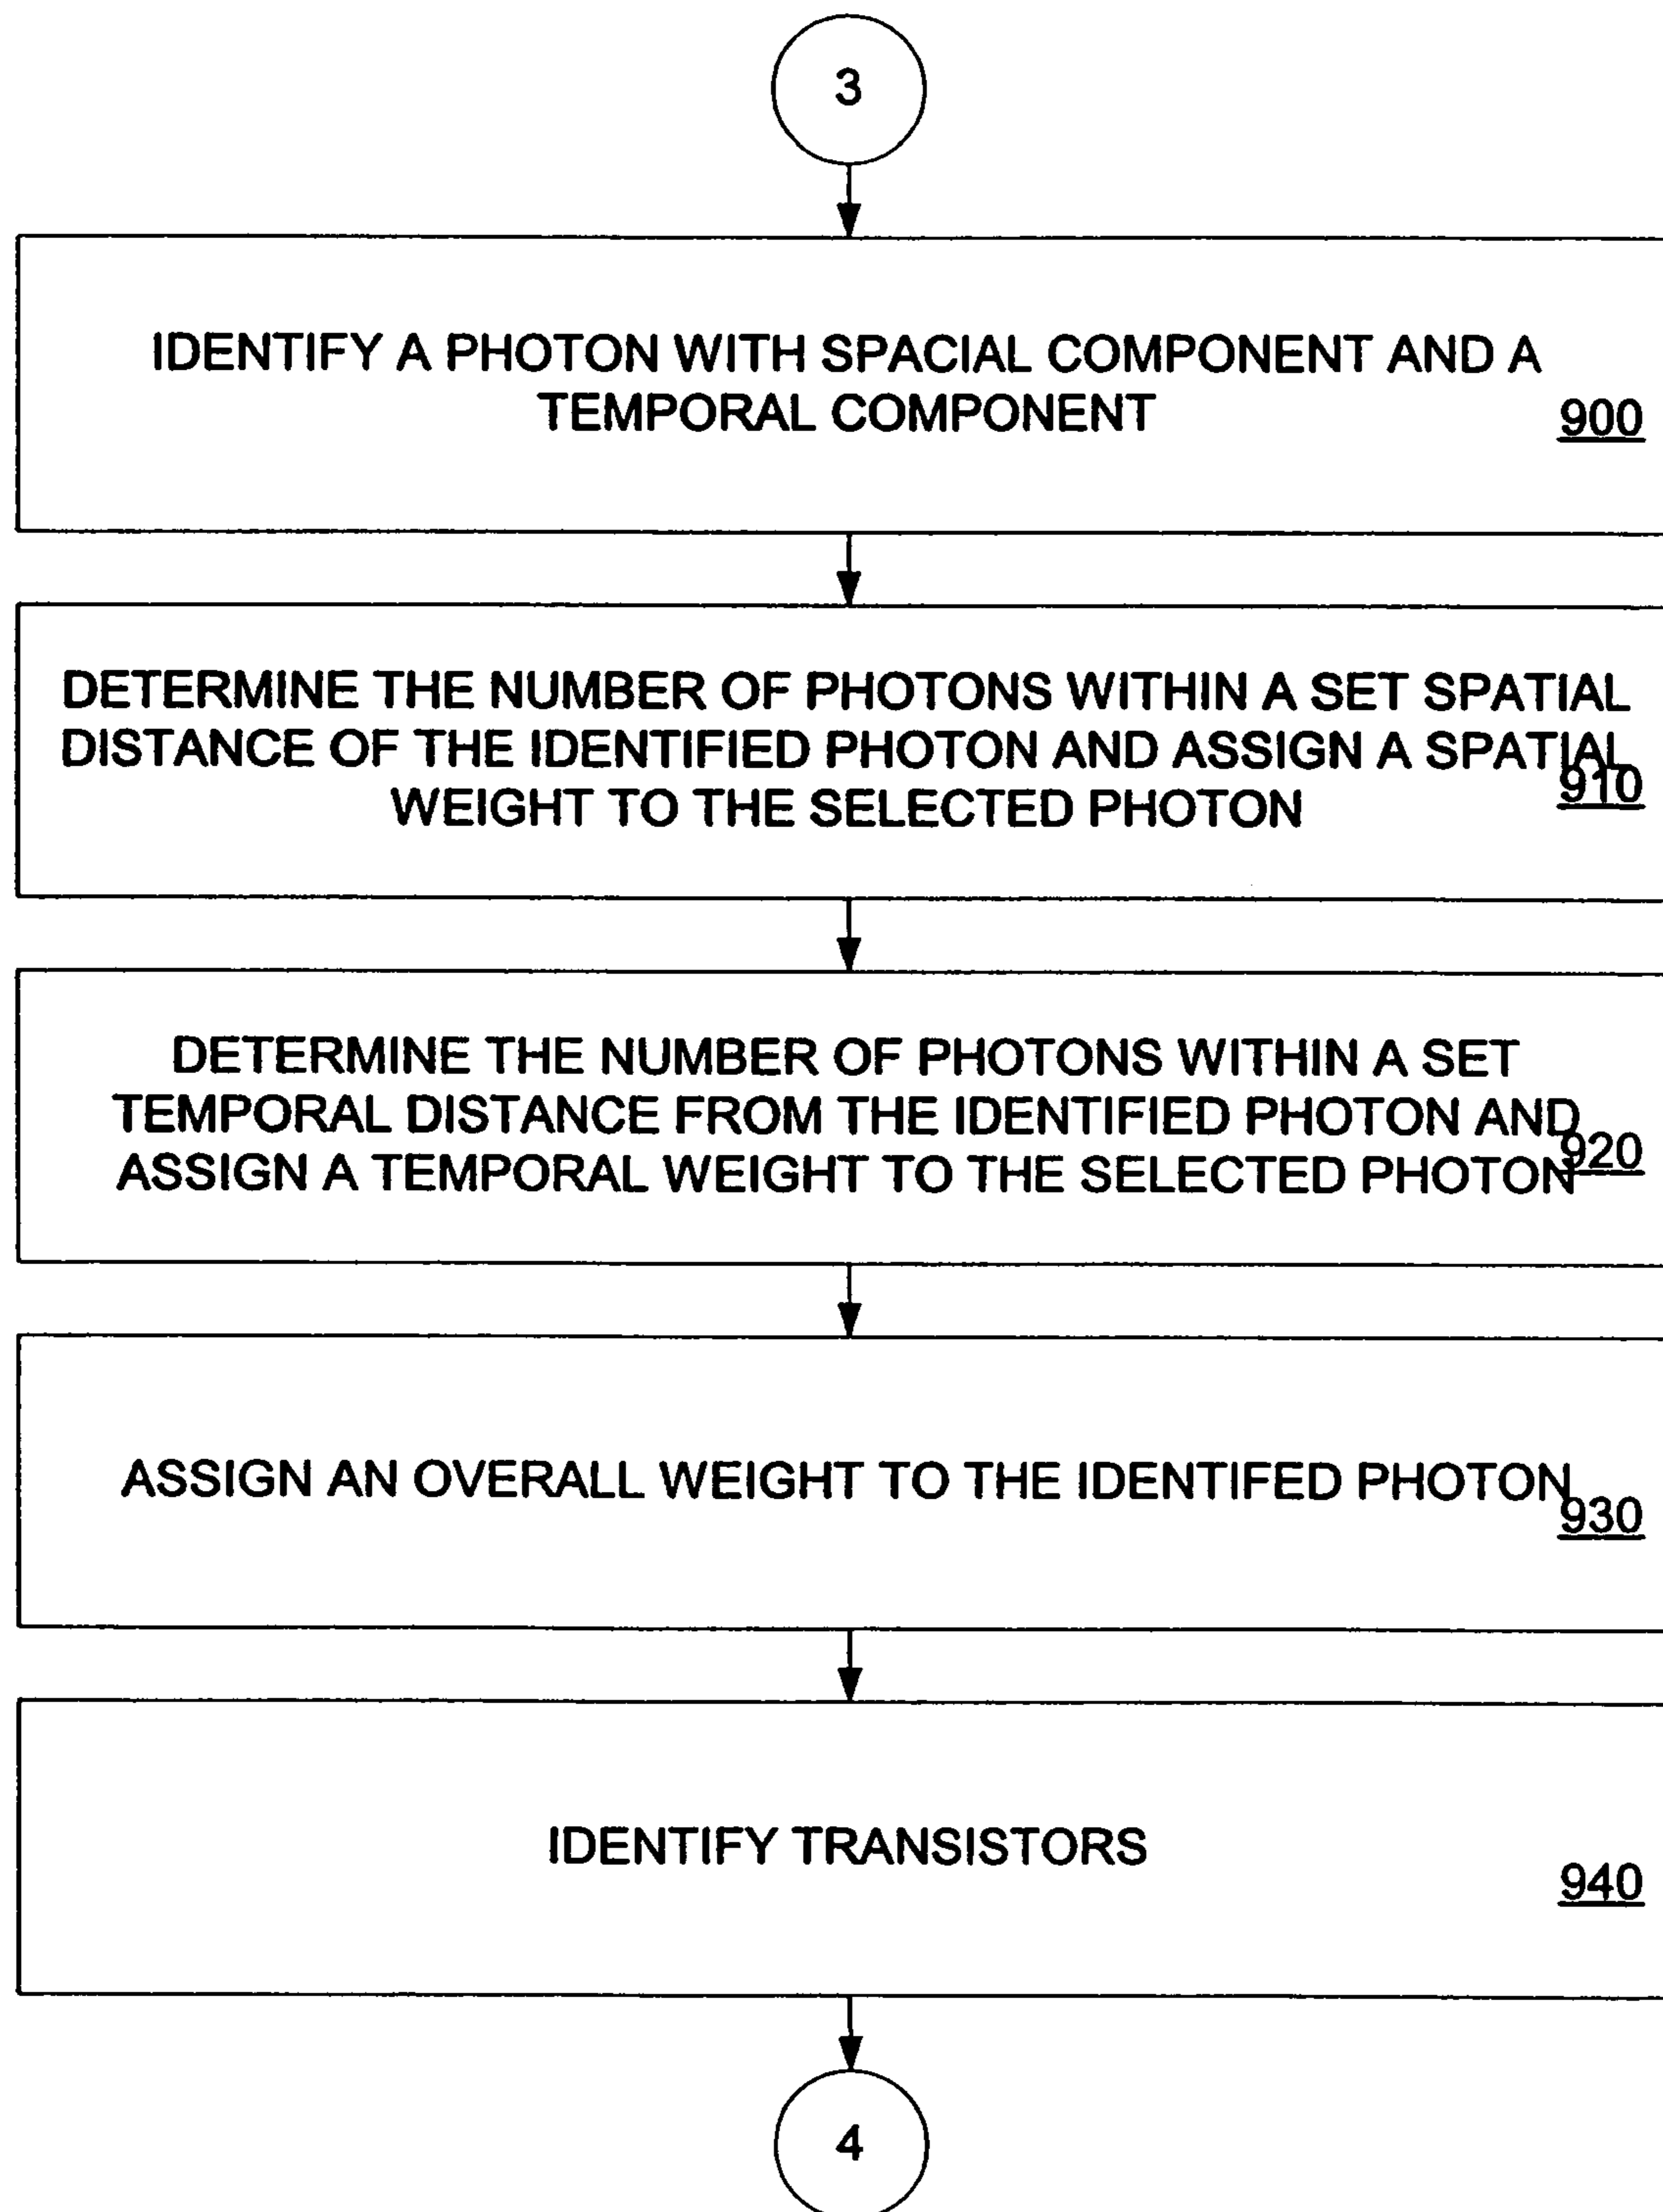 3
IDENTIFY A PHOTON WITH SPACIAL COMPONENT AND A
TEMPORAL COMPONENT
900
DETERMINE THE NUMBER OF PHOTONS WITHIN A SET SPATIAL
DISTANCE OF THE IDENTIFIED PHOTON AND ASSIGN A SPATIAL
WEIGHT TO THE SELECTED PHOTON
910
DETERMINE THE NUMBER OF PHOTONS WITHIN A SET
TEMPORAL DISTANCE FROM THE IDENTIFIED PHOTON AND
ASSIGN A TEMPORAL WEIGHT TO THE SELECTED PHOTON
920
ASSIGN AN OVERALL WEIGHT TO THE IDENTIFED PHOTON
930
IDENTIFY TRANSISTORS
940
4